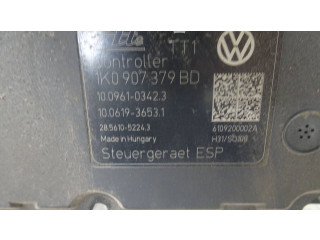 TT1
Controller
1K0 907 379 BD
10.0961-0342.3
10.0619-3653.1
28.5610-5224.3
Made in Hungary
Steuergeraet ESP